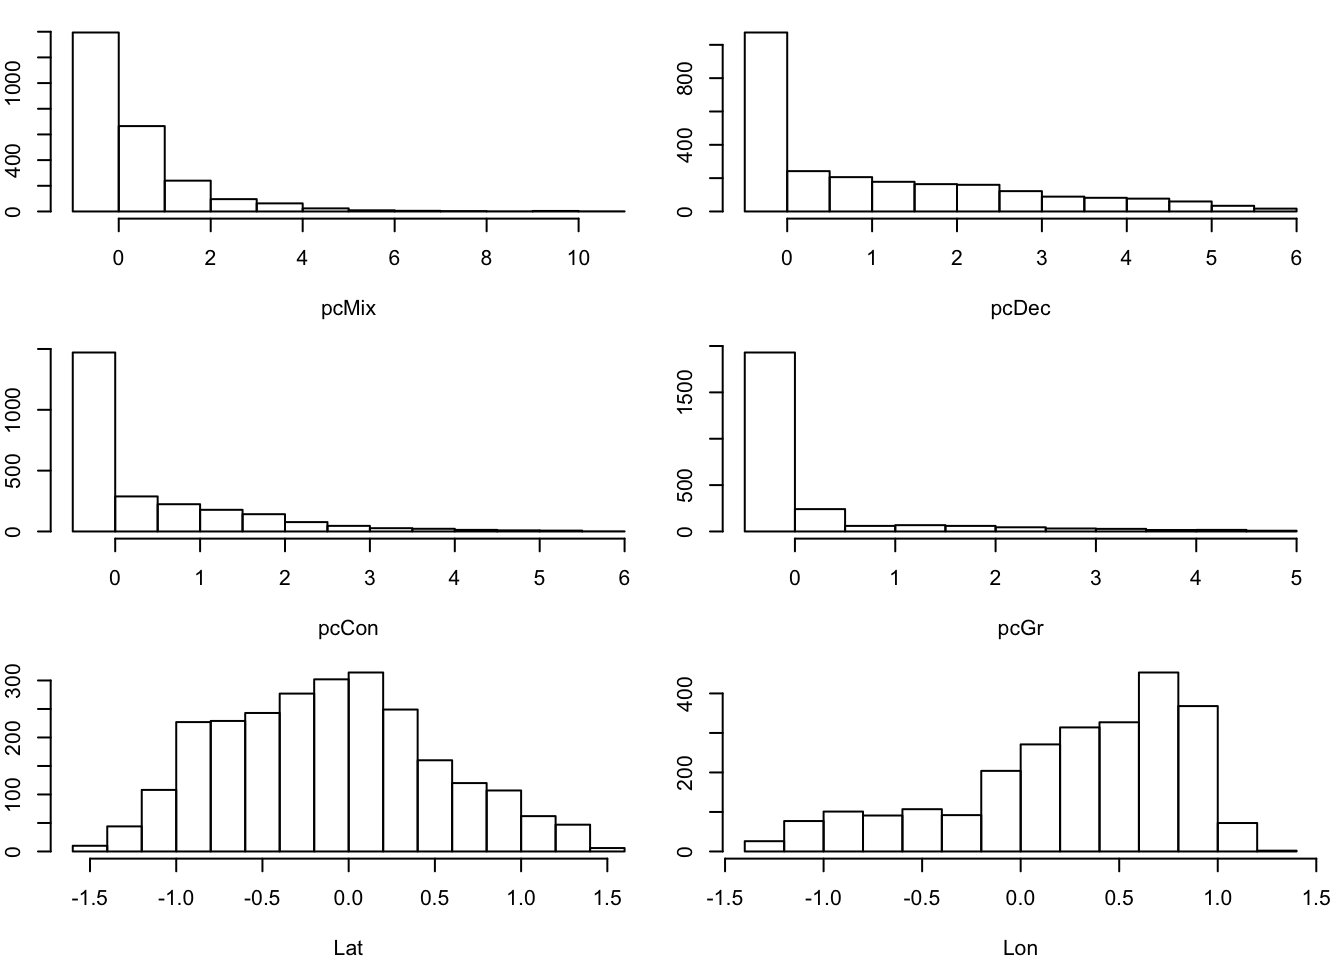 0 400 1000
0 2 4 6 8 10
pcMix
0 400 800
0 1 2 3 4 5 6
pcDec
0 500 1000
0 1 2 3 4 5 6
pcCon
0 500 1500
0 1 2 3 4 5
pcGr
0 100 200 300
-1.5 -1.0 -0.5 0.0 0.5 1.0 1.5
Lat
0 200 400
-1.5 -1.0 -0.5 0.0 0.5 1.0 1.5
Lon